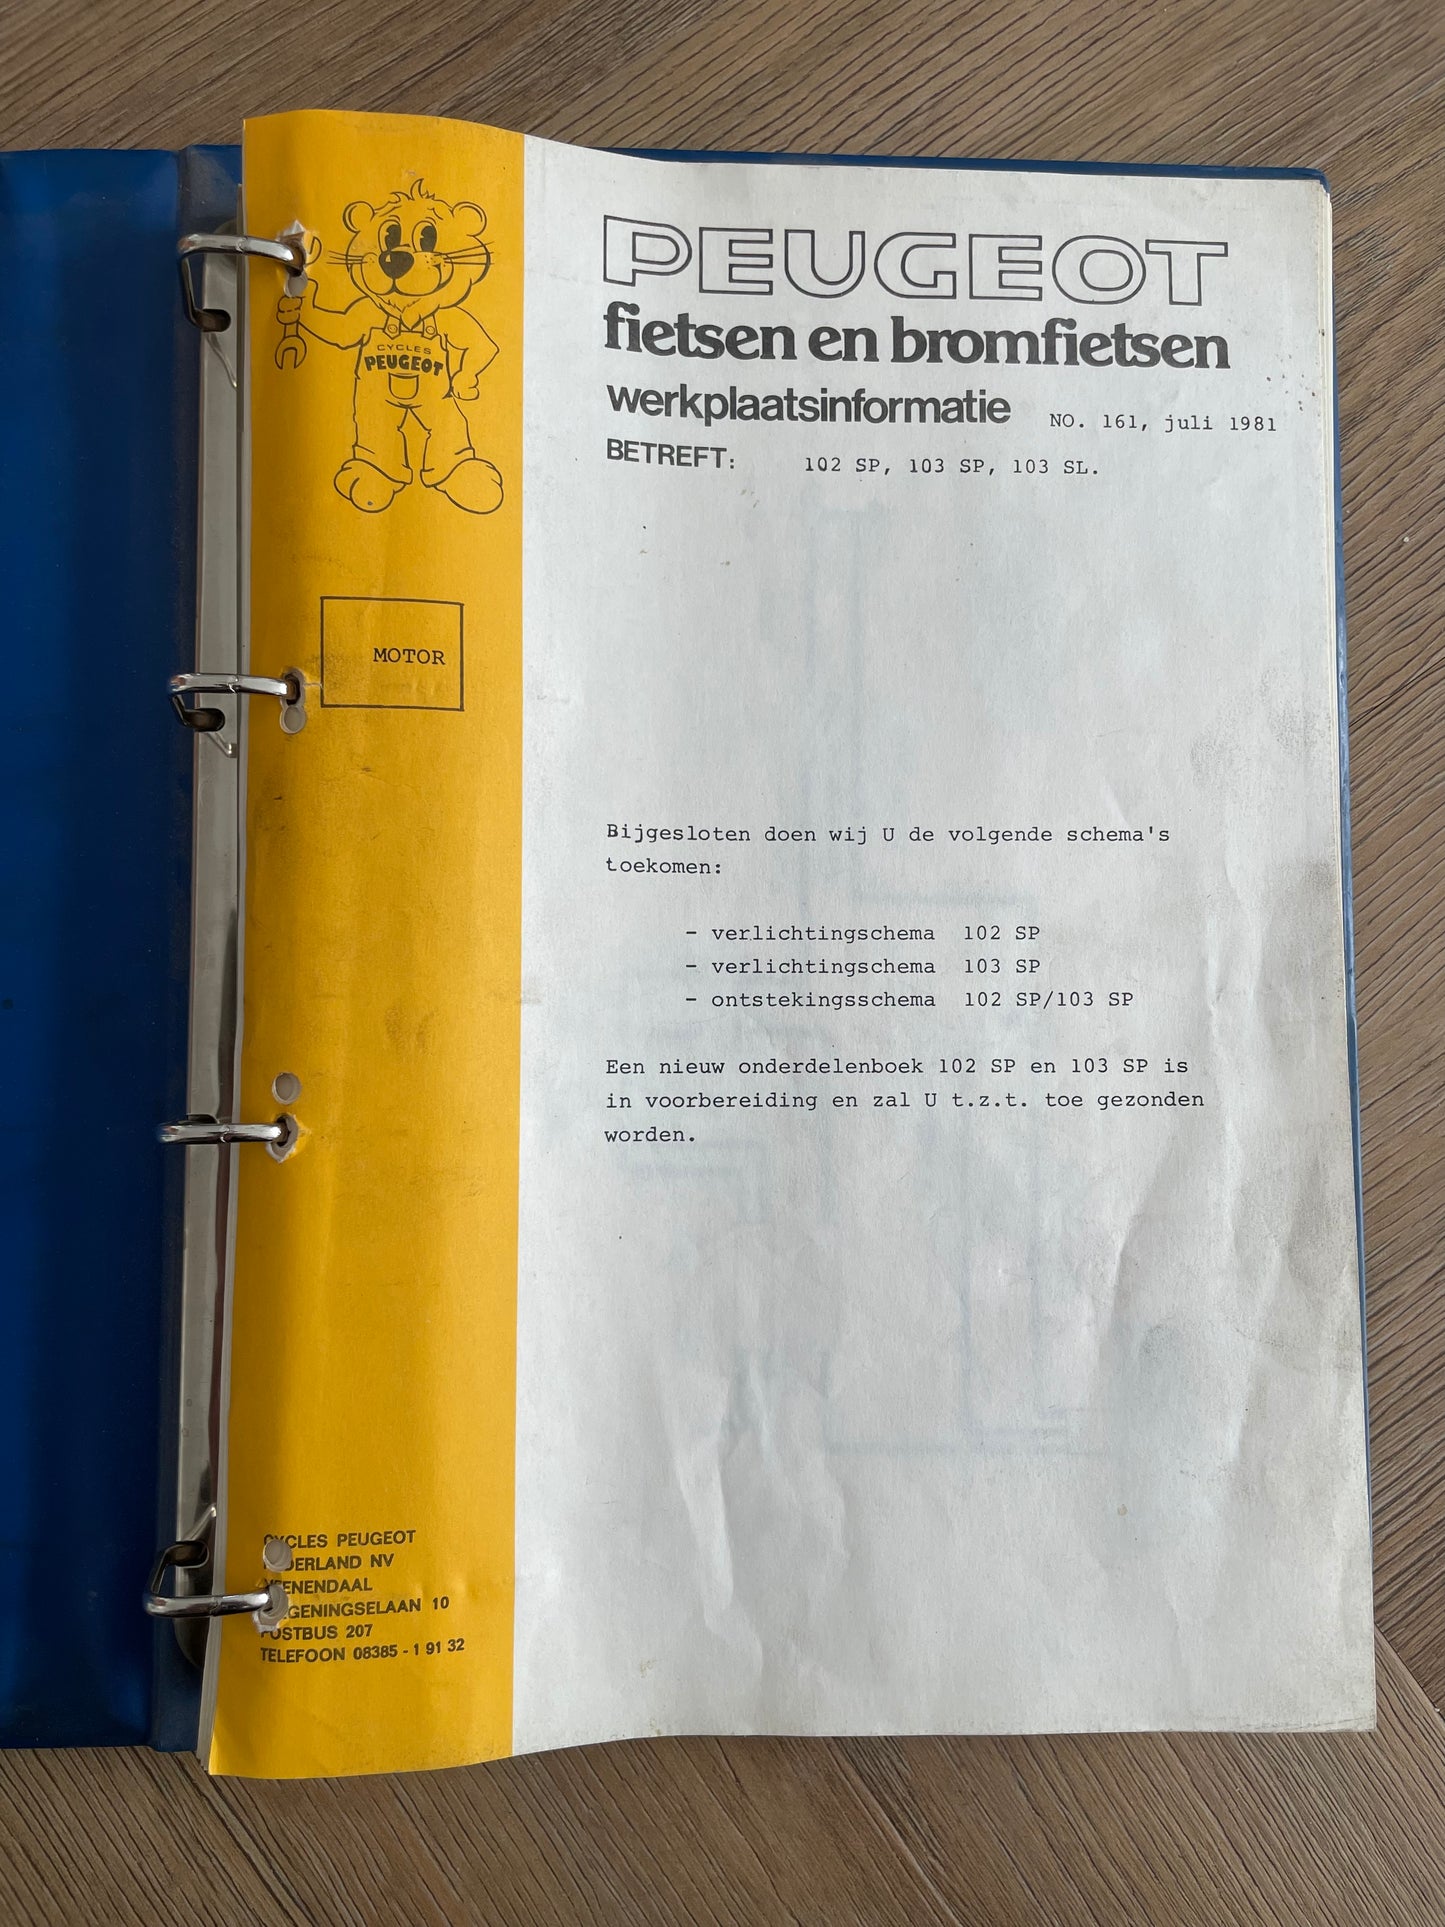 PEUGEOT
fietsen en bromfietsen
werkplaatsinformatie NO. 161, juli 1981
BETREFT: 102 SP, 103 SP, 103 SL.
CYCLES
PEUGEOT
MOTOR
Bijgesloten doen wij U de volgende schema's
toekomen:
- verlichtingschema 102 SP
- verlichtingschema 103 SP
- ontstekingsschema 102 SP/103 SP
Een nieuw onderdelenboek 102 SP en 103 SP is
in voorbereiding en zal U t.z.t. toe gezonden
worden.
CYCLES PEUGEOT
NV
10
POSTBUS 207
TELEFOON 08385 - 1 91 32